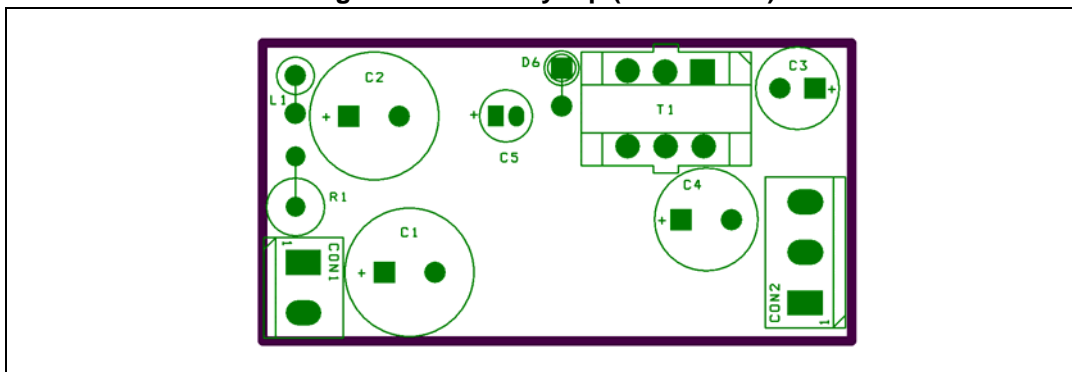 D6
C2
C3
L1
+
+
T1
+
C5
C4
R1
+
C1
1
CON1
+
CON2
1